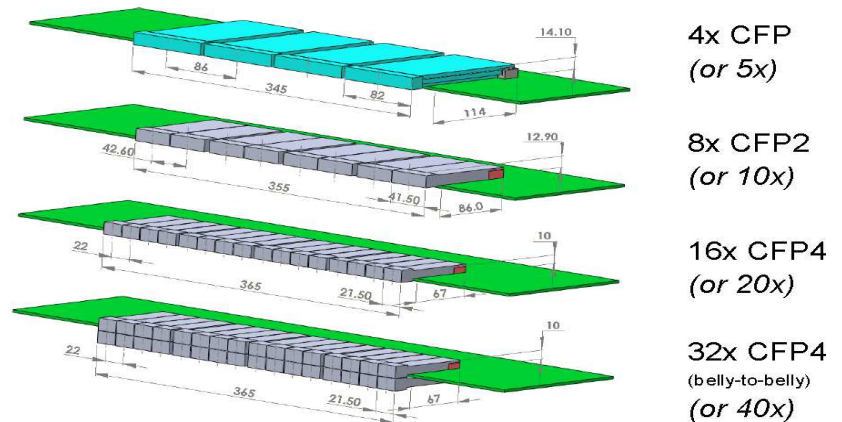 14.10
86
345
82
114
4x CFP
(or 5x)
12.90
42.60
355
41.50
86.0
8x CFP2
(or 10x)
10
22
365
21.50
67
16x CFP4
(or 20x)
10
22
365
21.50
67
32x CFP4
(belly-to-belly)
(or 40x)